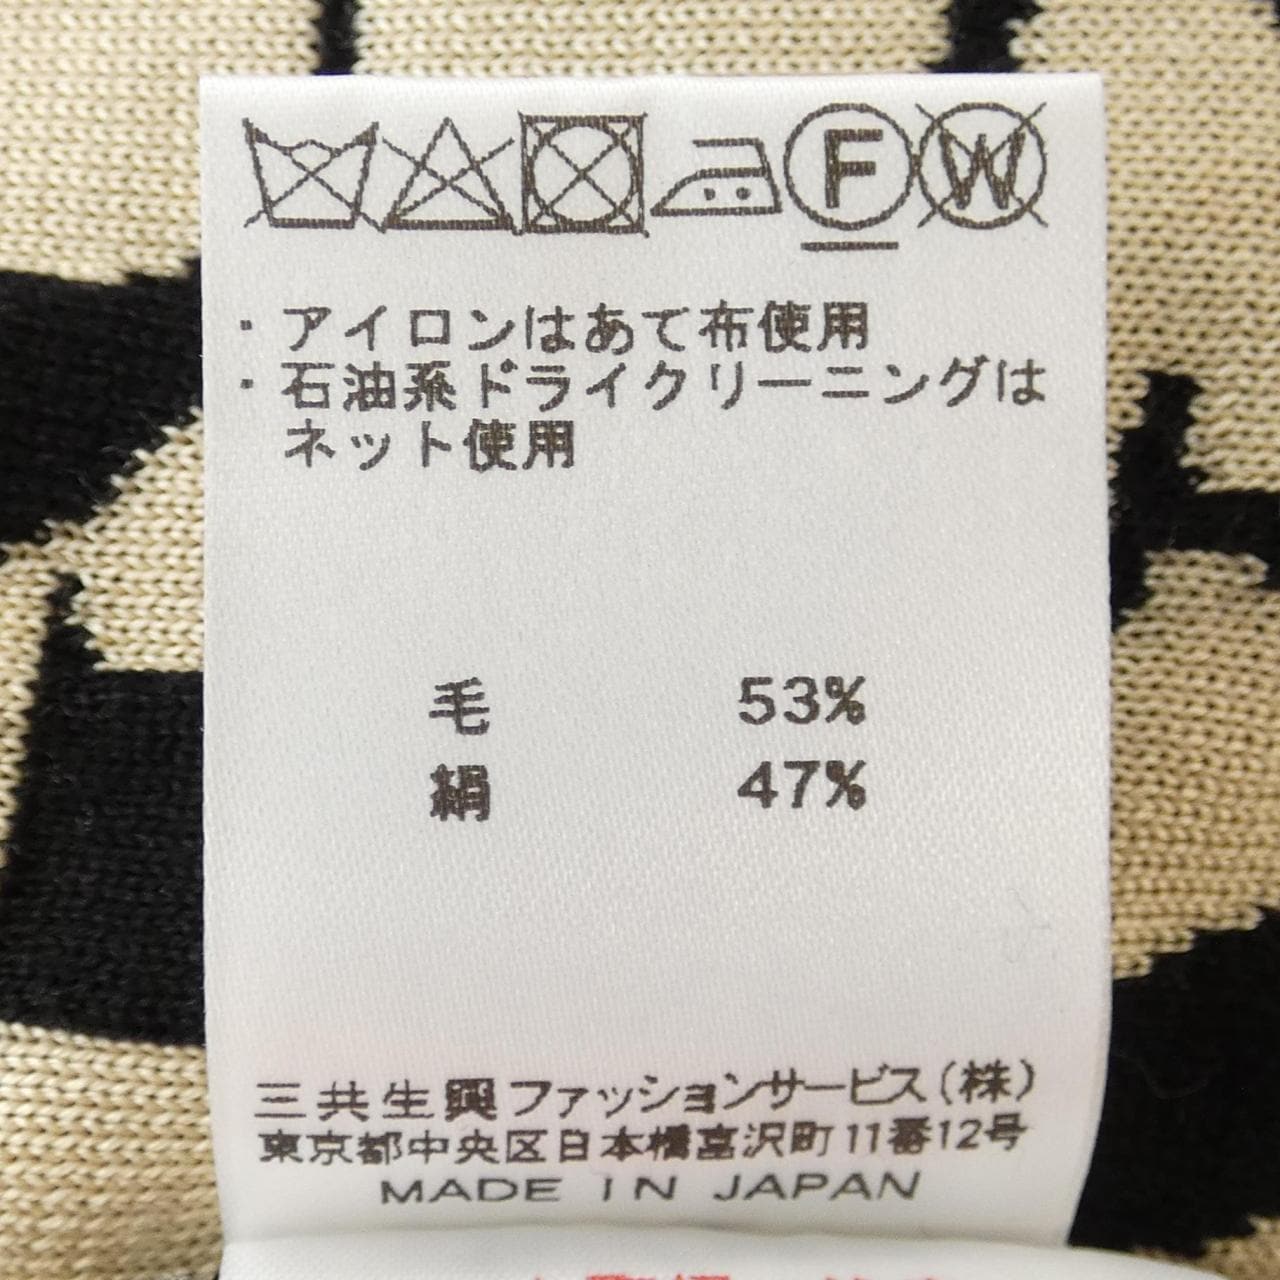 F W
・アイロンはあて布使用
・石油系ドライクリーニングは
ネット使用
毛 53%
絹 47%
三共生興ファッションサービス(株)
東京都中央区日本橋富沢町11番12号
MADE IN JAPAN